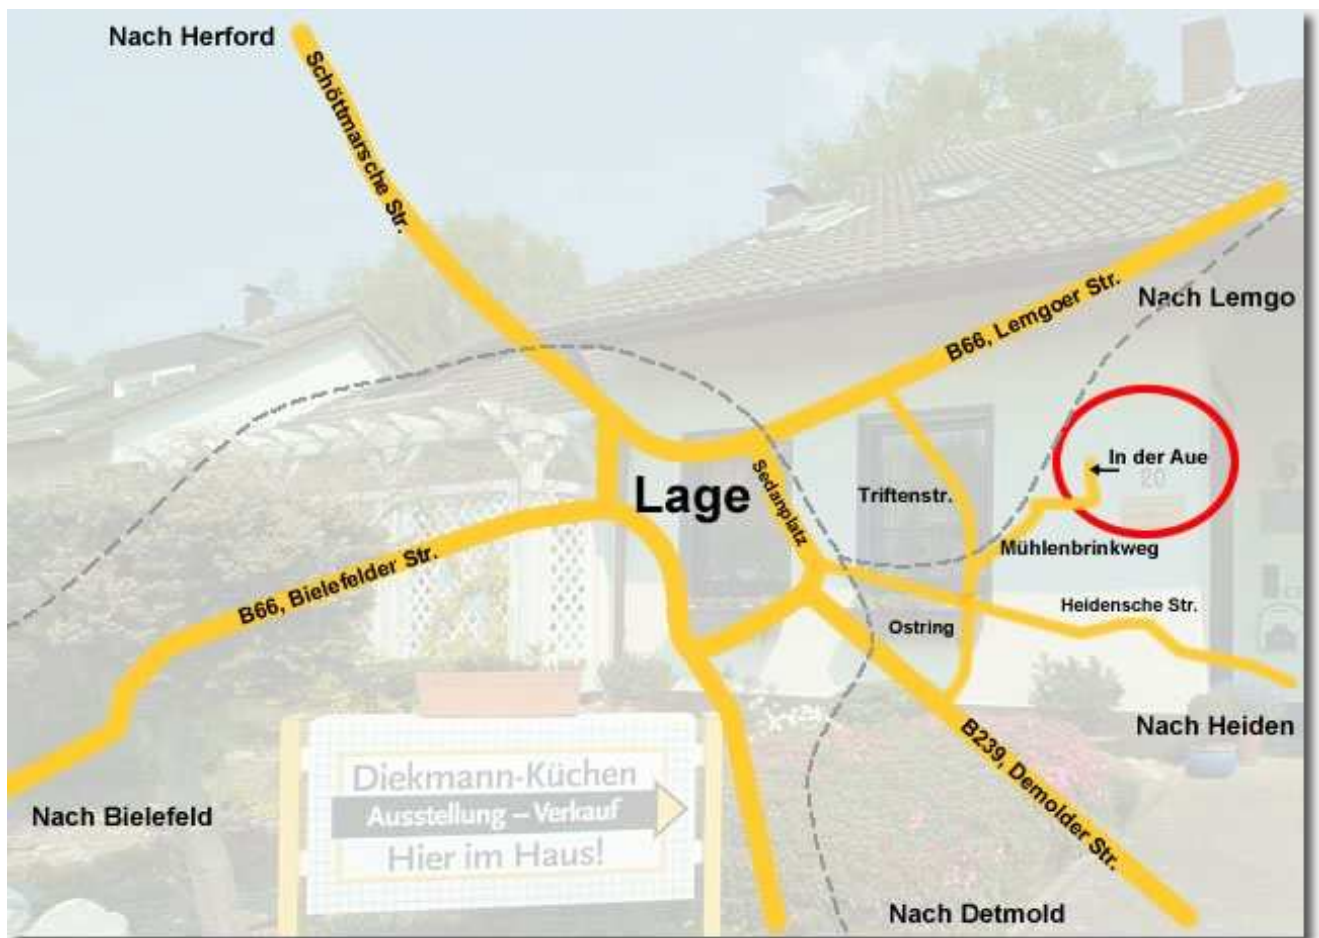 Nach Herford
Schöttmarsche Str.
Nach Lemgo
B66, Lemgoer Str.
In der Aue
20
Lage
Sedanplatz
Triftenstr.
Mühlenbrinkweg
B66, Bielefelder Str.
Heidensche Str.
Ostring
Nach Heiden
B239, Demolder Str.
Diekmann-Küchen
Ausstellung – Verkauf
Hier im Haus!
Nach Bielefeld
Nach Detmold